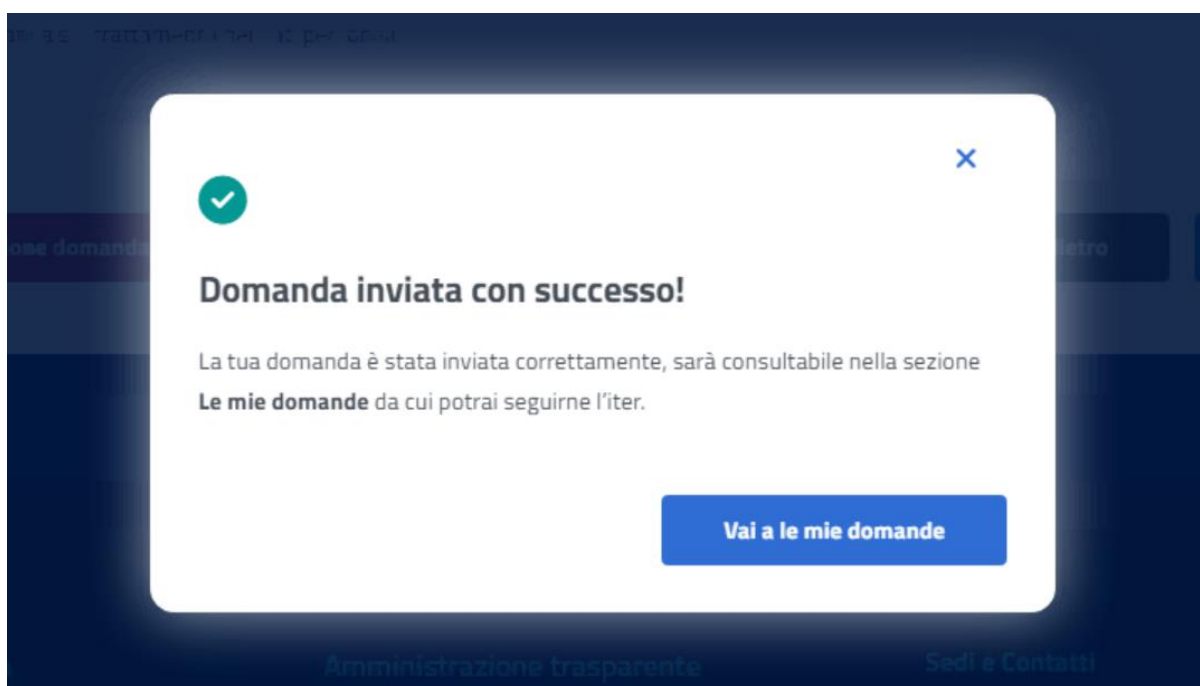 Domanda inviata con successo!
La tua domanda è stata inviata correttamente, sarà consultabile nella sezione
Le mie domande da cui potrai seguirne l'iter.
Vai a le mie domande
domanda
Amministrazione trasparente
Sedi e Contatti